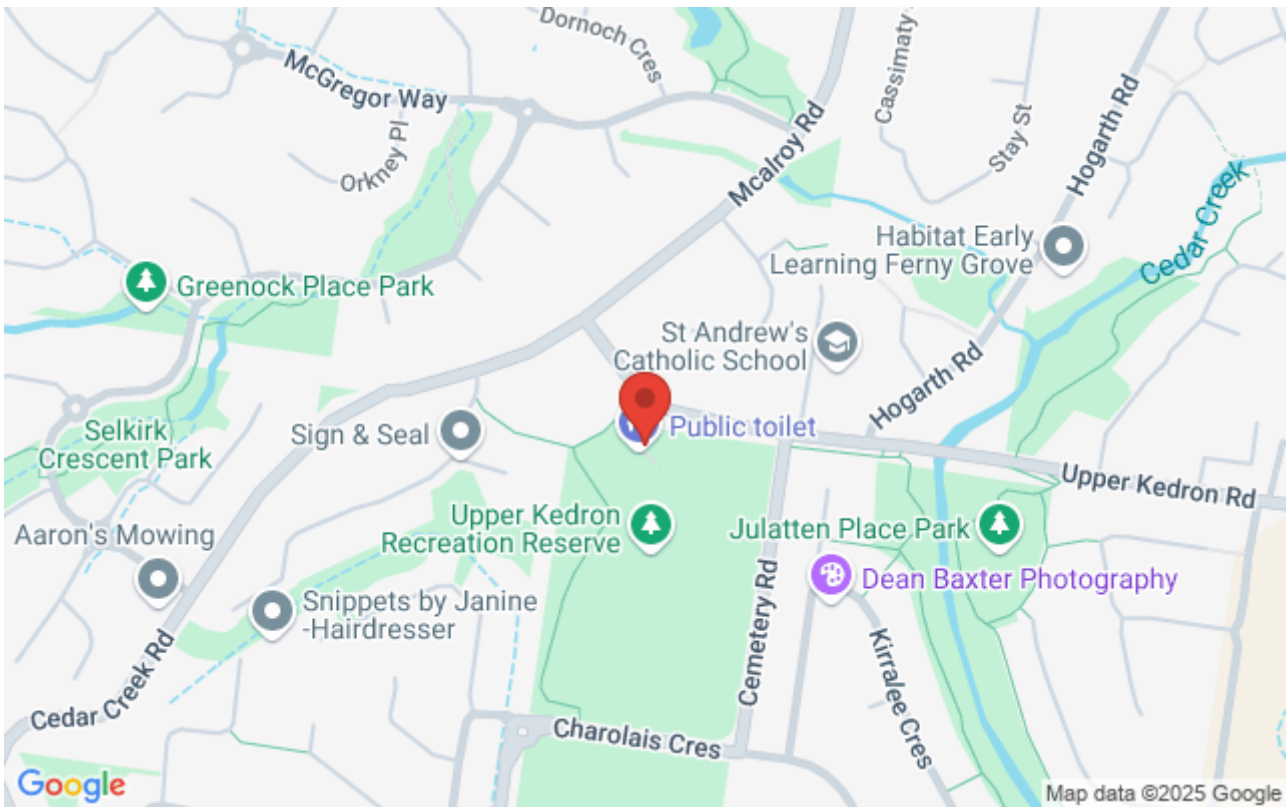 Dornoch Cres
McGregor Way
Orkney Pl
Mcalroy Rd
Cassimaty
Stay St
Hogarth Rd
Cedar Creek
Habitat Early
Learning Ferny Grove
Greenock Place Park
St Andrew's
Catholic School
Hogarth Rd
Public toilet
Sign & Seal
Selkirk
Crescent Park
Upper Kedron Rd
Upper Kedron
Recreation Reserve
Julatten Place Park
Aaron's Mowing
Dean Baxter Photography
Snippets by Janine
-Hairdresser
Cemetery Rd
Kirralee Cres
Cedar Creek Rd
Charolais Cres
Google
Map data ©2025 Google